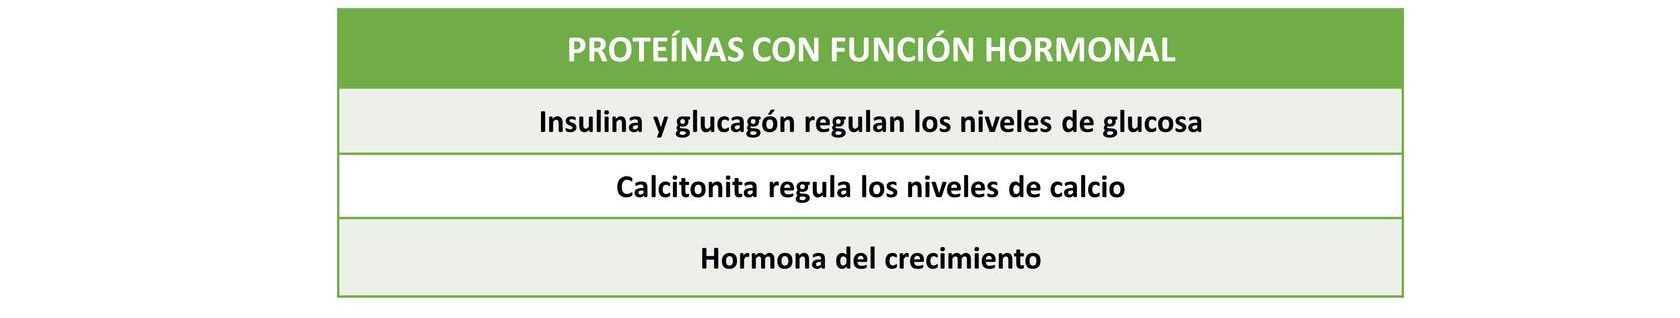 PROTEÍNAS CON FUNCIÓN HORMONAL
Insulina y glucagón regulan los niveles de glucosa
Calcitonita regula los niveles de calcio
Hormona del crecimiento